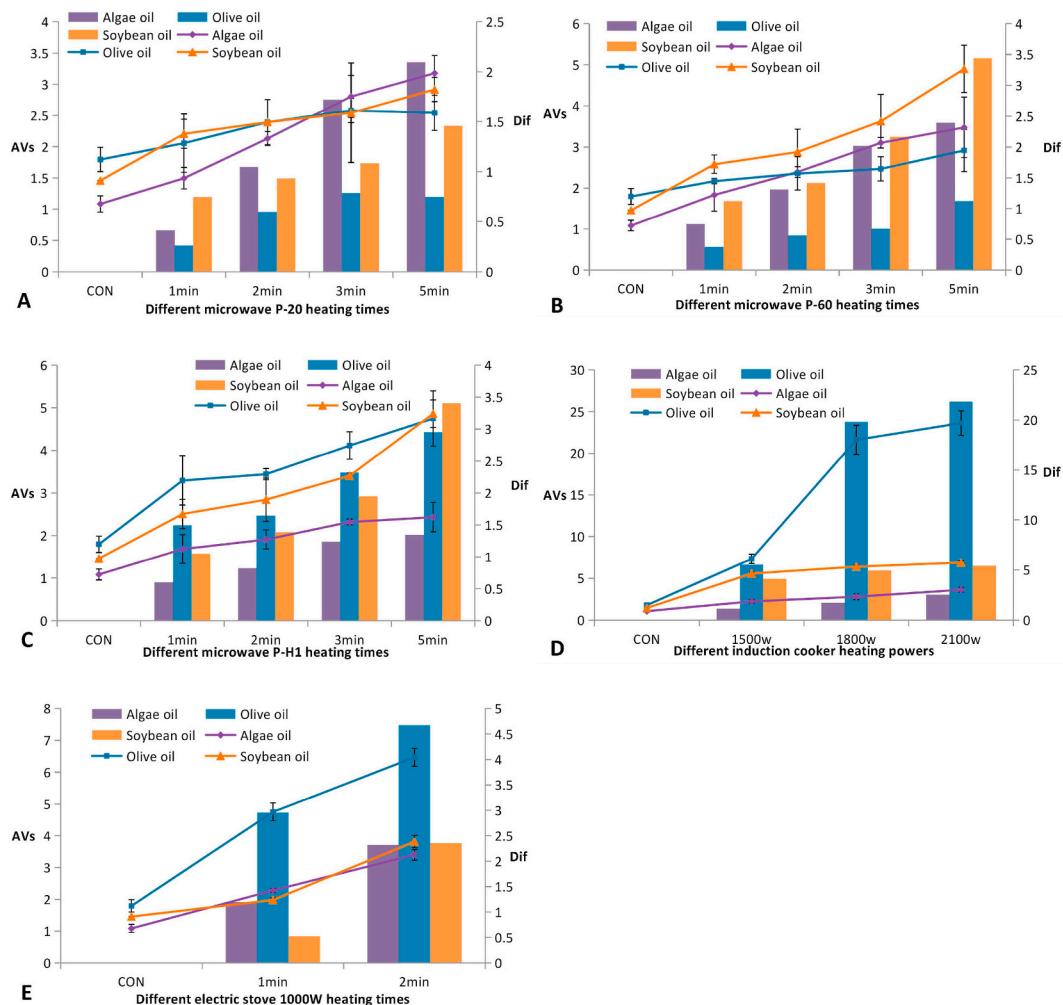 4
3.5
3
2.5
2
1.5
1
0.5
0
AVs
2.5
2
1.5
1
0.5
0
Dif
Algae oil Olive oil
Soybean oil Algae oil
Olive oil Soybean oil
CON 1min 2min 3min 5min
A Different microwave P-20 heating times
6
5
4
3
2
1
0
AVs
4
3.5
3
2.5
2
1.5
1
0.5
0
Dif
Algae oil Olive oil
Soybean oil Algae oil
Olive oil Soybean oil
CON 1min 2min 3min 5min
B Different microwave P-60 heating times
6
5
4
3
2
1
0
AVs
4
3.5
3
2.5
2
1.5
1
0.5
0
Dif
Algae oil Olive oil
Soybean oil Algae oil
Olive oil Soybean oil
CON 1min 2min 3min 5min
C Different microwave P-H1 heating times
30
25
20
15
10
5
0
AVs
25
20
15
10
5
0
Dif
Algae oil Olive oil
Soybean oil Algae oil
Olive oil Soybean oil
CON 1500w 1800w 2100w
D Different induction cooker heating powers
8
7
6
5
4
3
2
1
0
AVs
5
4.5
4
3.5
3
2.5
2
1.5
1
0.5
0
Dif
Algae oil Olive oil
Soybean oil Algae oil
Olive oil Soybean oil
CON 1min 2min
E Different electric stove 1000W heating times